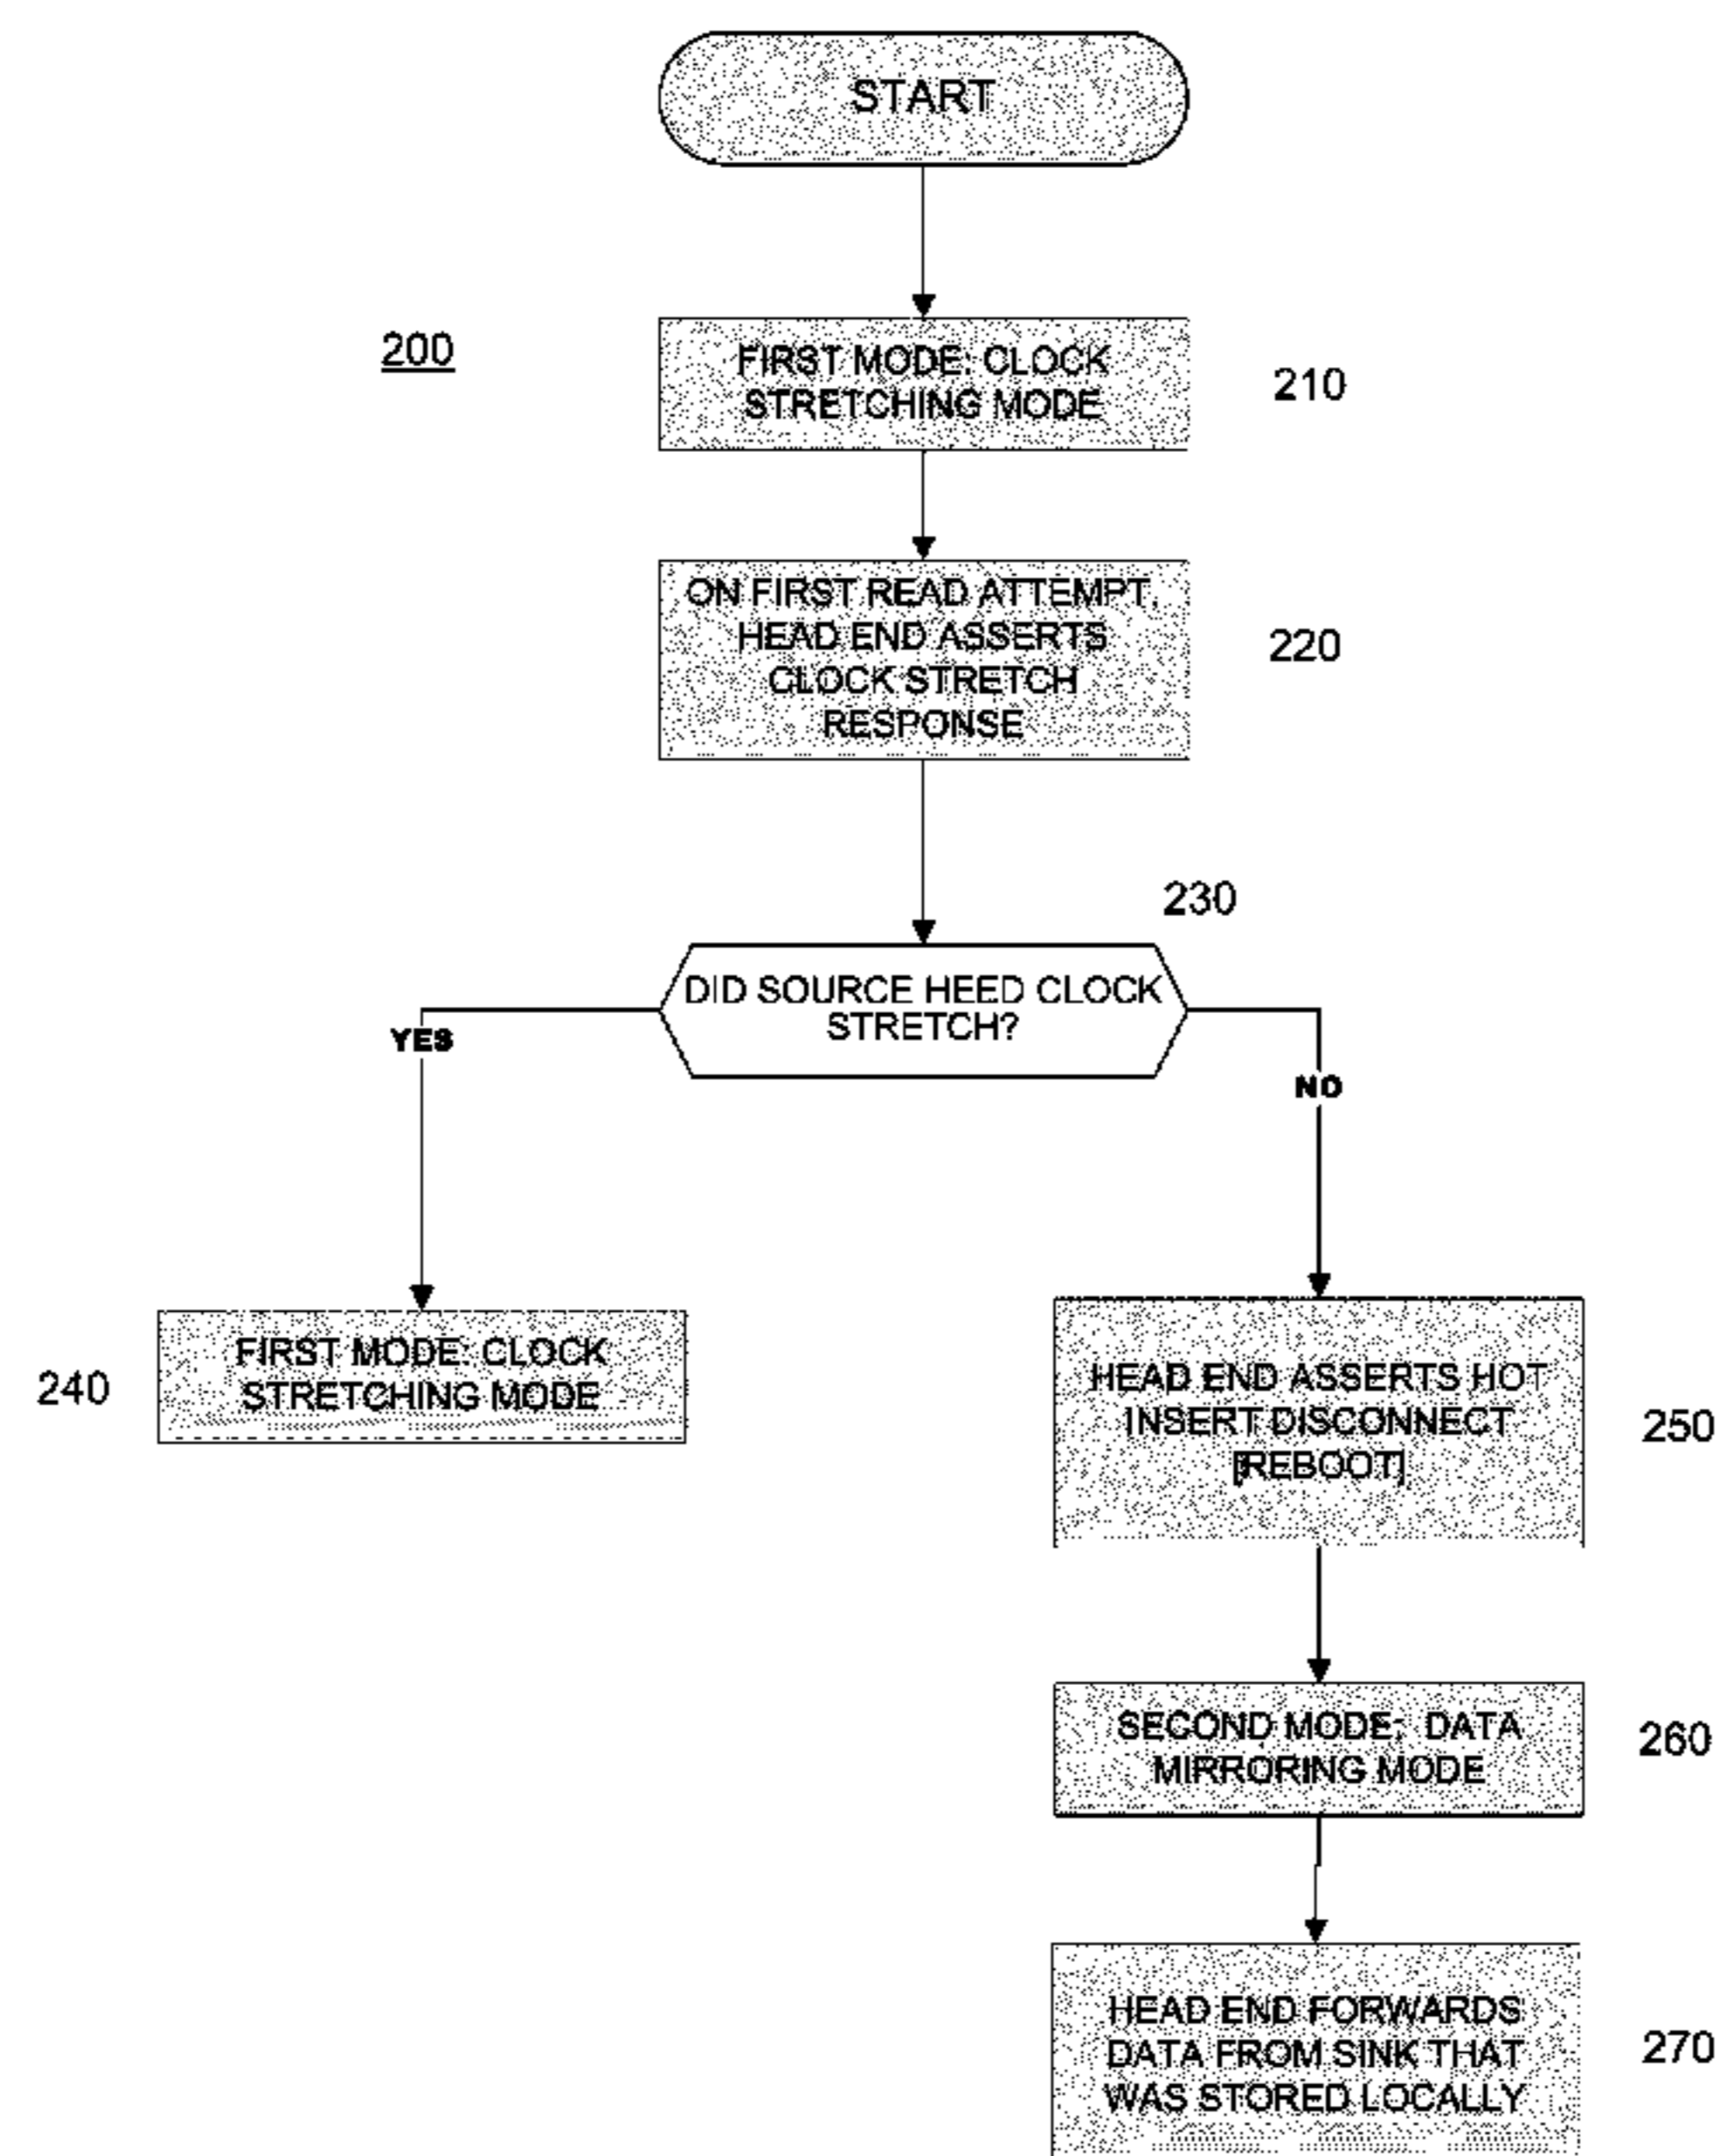 START
200
FIRST MODE: CLOCK
STRETCHING MODE
210
ON FIRST READ ATTEMPT,
HEAD END ASSERTS
CLOCK STRETCH
RESPONSE
220
230
DID SOURCE HEED CLOCK
STRETCH?
YES
NO
240
FIRST MODE: CLOCK
STRETCHING MODE
HEAD END ASSERTS HOT
INSERT DISCONNECT
[REBOOT]
250
SECOND MODE: DATA
MIRRORING MODE
260
HEAD END FORWARDS
DATA FROM SINK THAT
WAS STORED LOCALLY
270